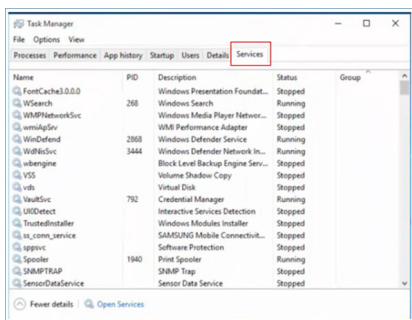 Task Manager
File Options View
Processes Performance App history Startup Users Details Services
Name PID Description Status Group
FontCache3.0.0.0 Windows Presentation Foundat... Stopped
WSearch 268 Windows Search Running
WMPNetworkSvc Windows Media Player Networ... Stopped
wmiApSrv WMI Performance Adapter Stopped
WinDefend 2868 Windows Defender Service Running
WdNisSvc 3444 Windows Defender Network In... Running
wbengine Block Level Backup Engine Serv... Stopped
VSS Volume Shadow Copy Stopped
vds Virtual Disk Stopped
VaultSvc 792 Credential Manager Running
UI0Detect Interactive Services Detection Stopped
TrustedInstaller Windows Modules Installer Stopped
ss_conn_service SAMSUNG Mobile Connectivit... Stopped
sppsvc Software Protection Stopped
Spooler 1940 Print Spooler Running
SNMPTRAP SNMP Trap Stopped
SensorDataService Sensor Data Service Stopped
Fewer details Open Services